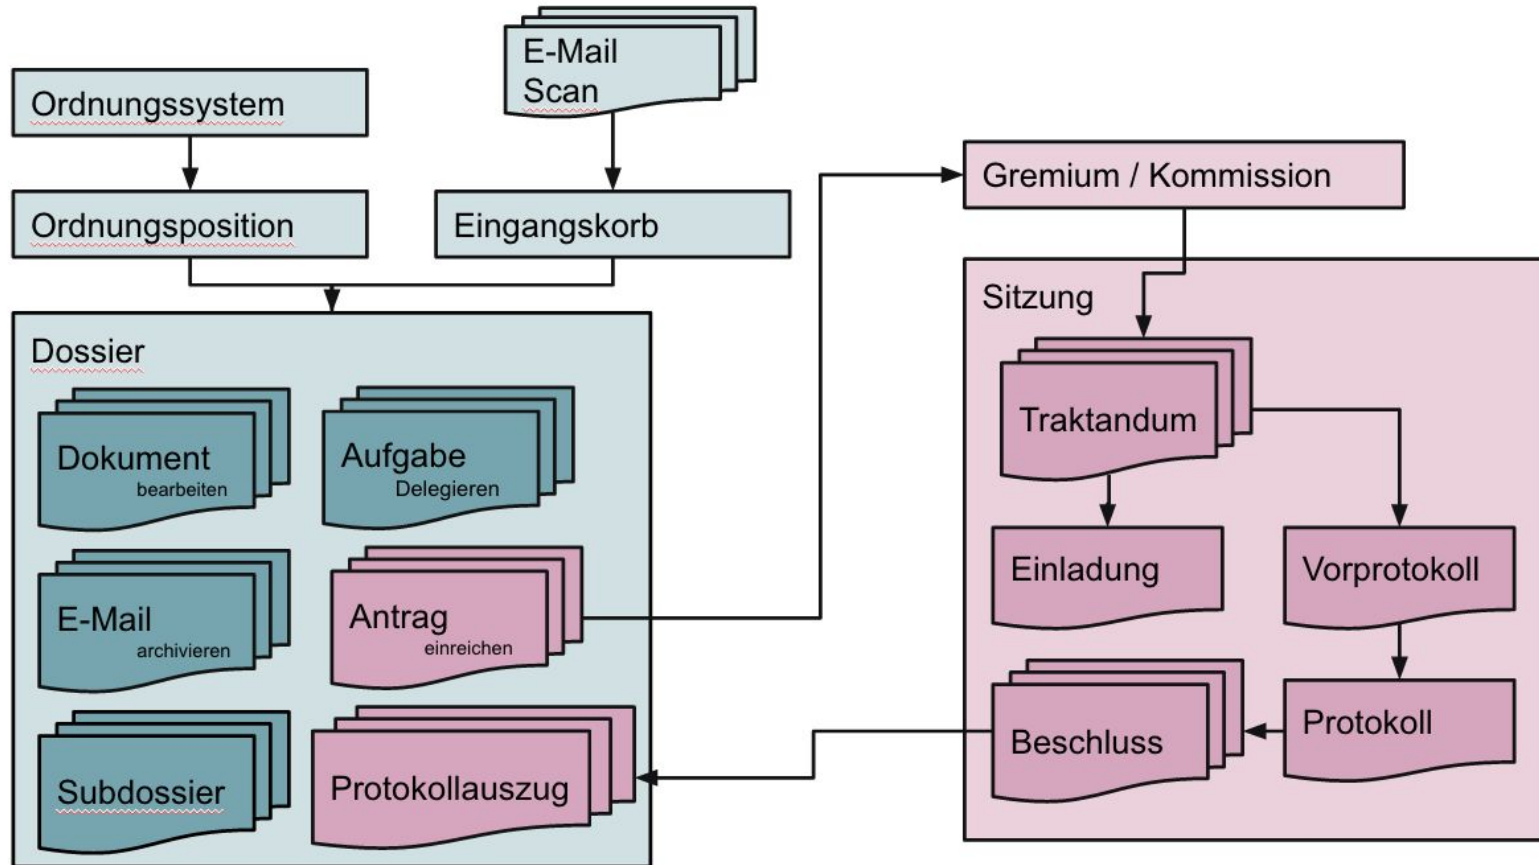 E-Mail
Scan
Ordnungssystem
Gremium / Kommission
Ordnungsposition
Eingangskorb
Sitzung
Dossier
Traktandum
Dokument
bearbeiten
Aufgabe
Delegieren
Einladung
Vorprotokoll
E-Mail
archivieren
Antrag
einreichen
Beschluss
Protokoll
Subdossier
Protokollauszug